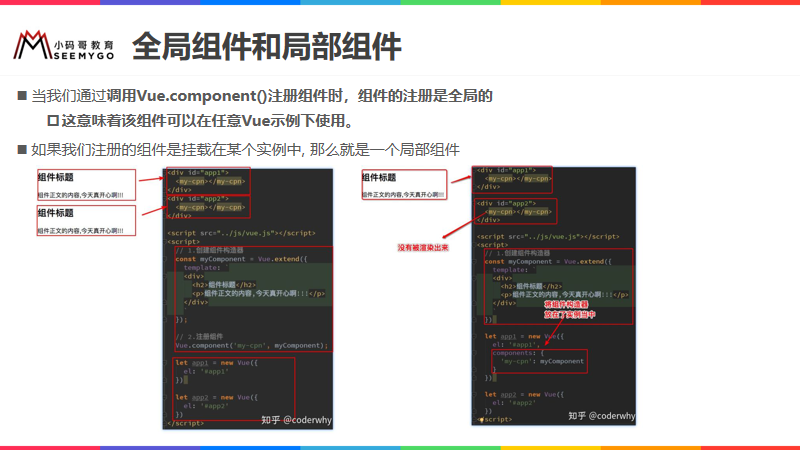 小码哥教育
SEEMYGO
全局组件和局部组件
当我们通过调用Vue.component()注册组件时，组件的注册是全局的
这意味着该组件可以在任意Vue示例下使用。
如果我们注册的组件是挂载在某个实例中, 那么就是一个局部组件
组件标题
组件正文的内容,今天真开心啊!!!
组件标题
组件正文的内容,今天真开心啊!!!
<div id="app1">
<my-cpn></my-cpn>
</div>
<div id="app2">
<my-cpn></my-cpn>
</div>
<script src="../js/vue.js"></script>
<script>
// 1.创建组件构造器
const myComponent = Vue.extend({
template: `
<div>
<h2>组件标题</h2>
<p>组件正文的内容,今天真开心啊!!!</p>
</div>
`
});
// 2.注册组件
Vue.component('my-cpn', myComponent);
let app1 = new Vue({
el: '#app1'
})
let app2 = new Vue({
el: '#app2'
})
</script>
知乎 @coderwhy
组件标题
组件正文的内容,今天真开心啊!!!
<div id="app1">
<my-cpn></my-cpn>
</div>
<div id="app2">
<my-cpn></my-cpn>
</div>
没有被渲染出来
<script src="../js/vue.js"></script>
<script>
// 1.创建组件构造器
const myComponent = Vue.extend({
template: `
<div>
<h2>组件标题</h2>
<p>组件正文的内容,今天真开心啊!!!</p>
</div>
将组件构造器
放在了实例当中
})
let app1 = new Vue({
el: '#app1',
components: {
'my-cpn': myComponent
}
})
let app2 = new Vue({
el: '#app2'
})
</script>
知乎 @coderwhy